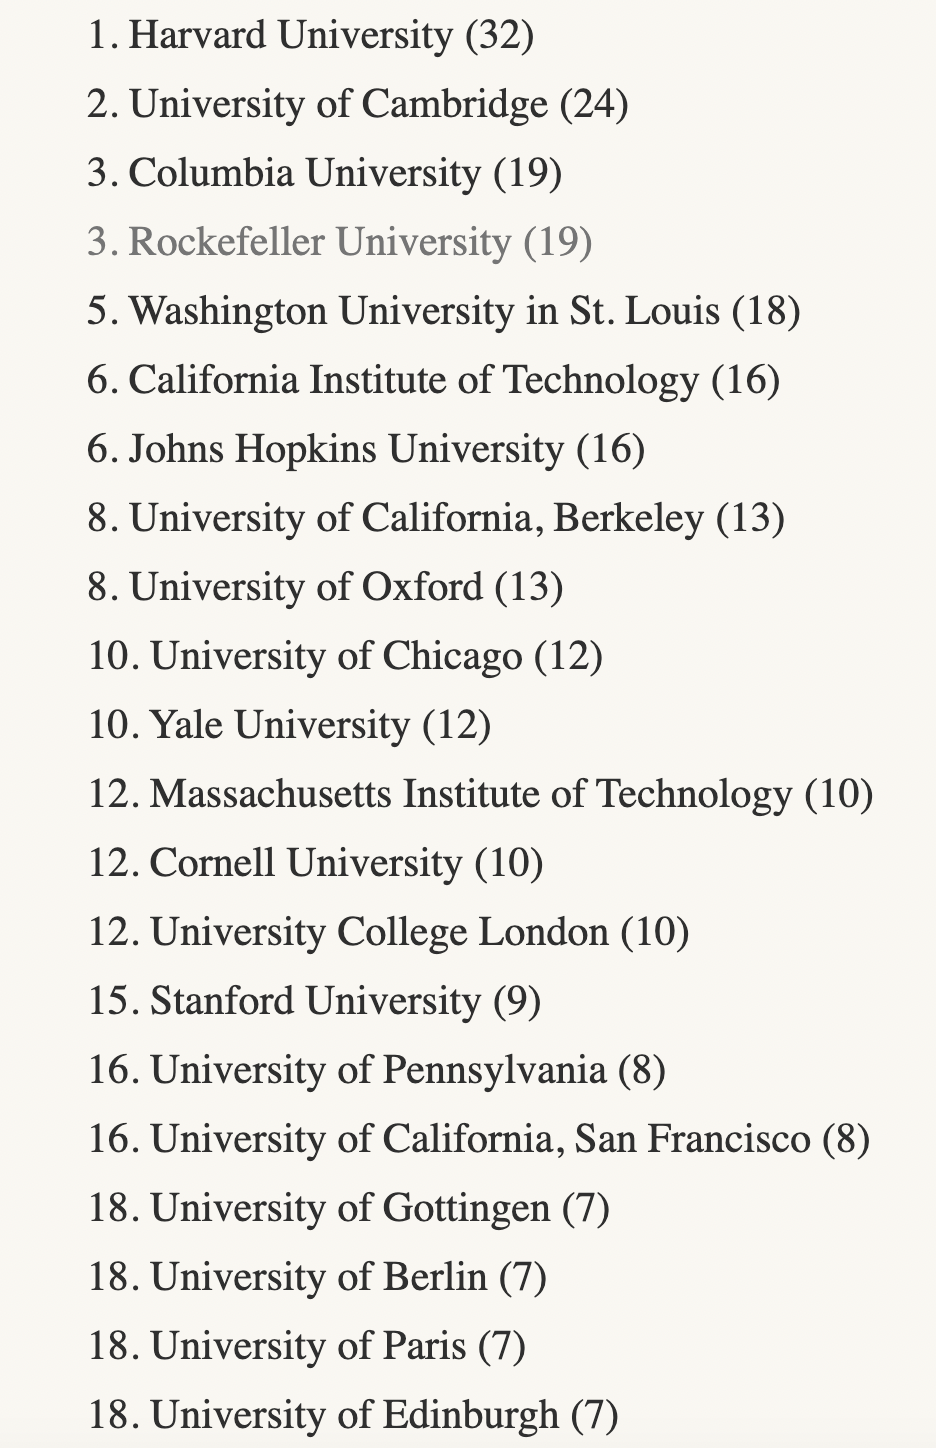 1. Harvard University (32)
2. University of Cambridge (24)
3. Columbia University (19)
3. Rockefeller University (19)
5. Washington University in St. Louis (18)
6. California Institute of Technology (16)
6. Johns Hopkins University (16)
8. University of California, Berkeley (13)
8. University of Oxford (13)
10. University of Chicago (12)
10. Yale University (12)
12. Massachusetts Institute of Technology (10)
12. Cornell University (10)
12. University College London (10)
15. Stanford University (9)
16. University of Pennsylvania (8)
16. University of California, San Francisco (8)
18. University of Gottingen (7)
18. University of Berlin (7)
18. University of Paris (7)
18. University of Edinburgh (7)